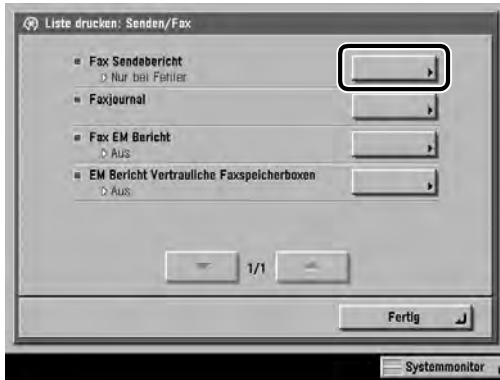 Liste drucken: Senden/Fax
Fax Sendebericht
Nur bei Fehler
Faxjournal
Fax EM Bericht
Aus
EM Bericht Vertrauliche Faxspeicherboxen
Aus
1/1
Fertig
Systemmonitor